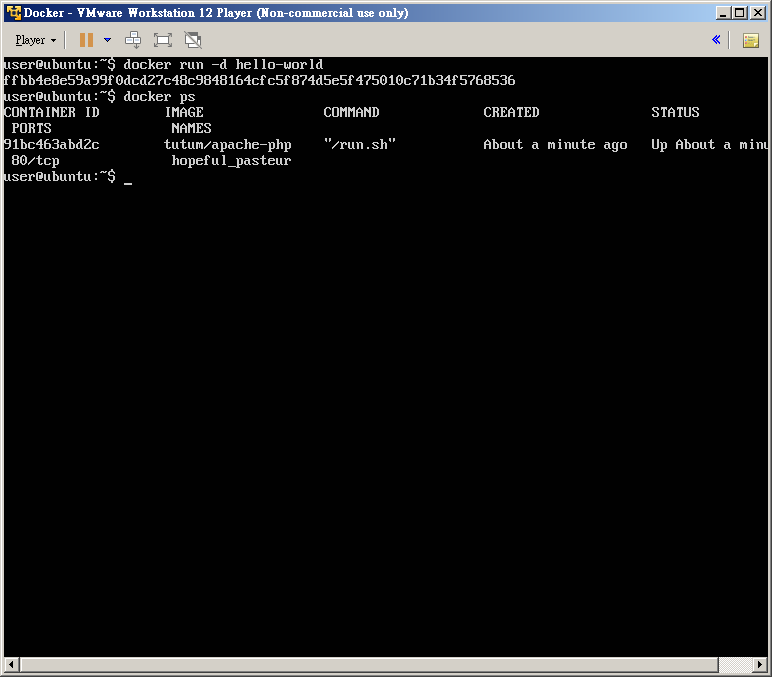 Docker - VMware Workstation 12 Player (Non-commercial use only)
Player
user@ubuntu:~$ docker run -d hello-world
ffbb4e8e59a99f0dcd27c48c9848164cfc5f874d5e5f475010c71b34f5768536
user@ubuntu:~$ docker ps
CONTAINER ID        IMAGE               COMMAND             CREATED              STATUS
 PORTS               NAMES
91bc463abd2c        tutum/apache-php    "/run.sh"           About a minute ago   Up About a minu
 80/tcp              hopeful_pasteur
user@ubuntu:~$ _